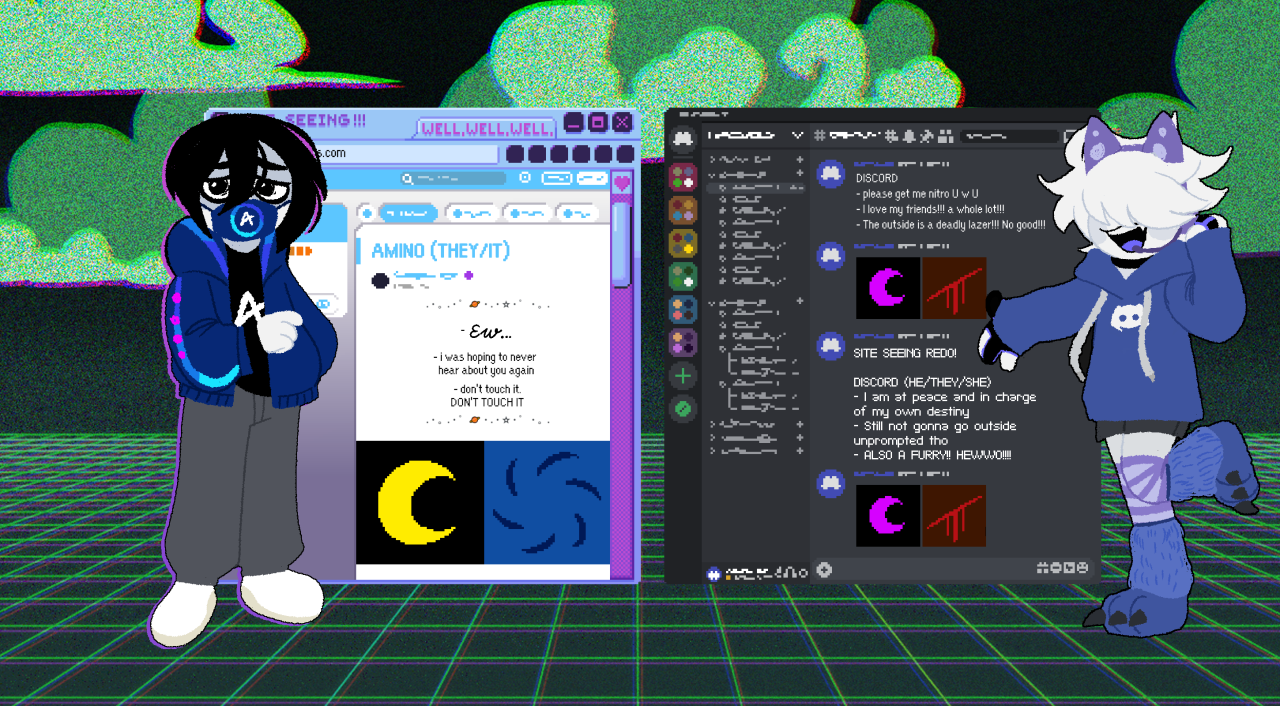 SEEING!!!
WELL, WELL, WELL,
s.com
AMINO (THEY/IT)
- Ew...
- i was hoping to never
hear about you again
- don't touch it.
DON'T TOUCH IT
A
A
DISCORD
- please get me nitro U w U
- I love my friends!!! a whole lot!!!
- The outside is a deadly lazer!!! No good!!!
SITE SEEING REDO!
DISCORD (HE/THEY/SHE)
- I am at peace and in charge
of my own destiny
- Still not gonna go outside
unprompted tho
- ALSO A FURRY!! HEWWO!!!!